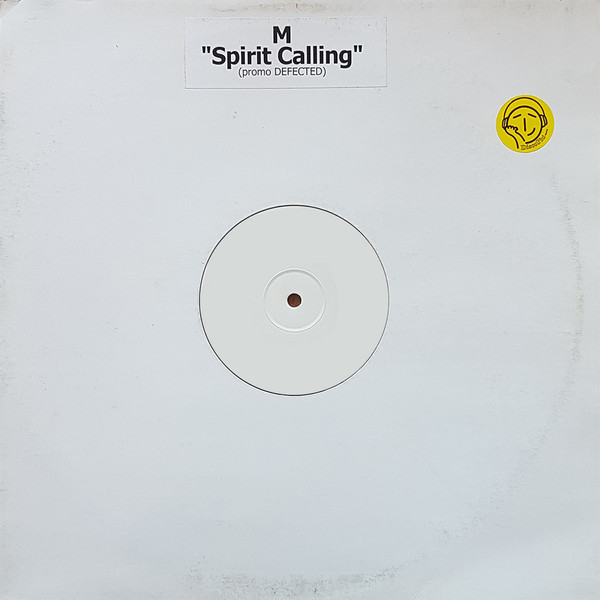 M
"Spirit Calling"
(promo DEFECTED)